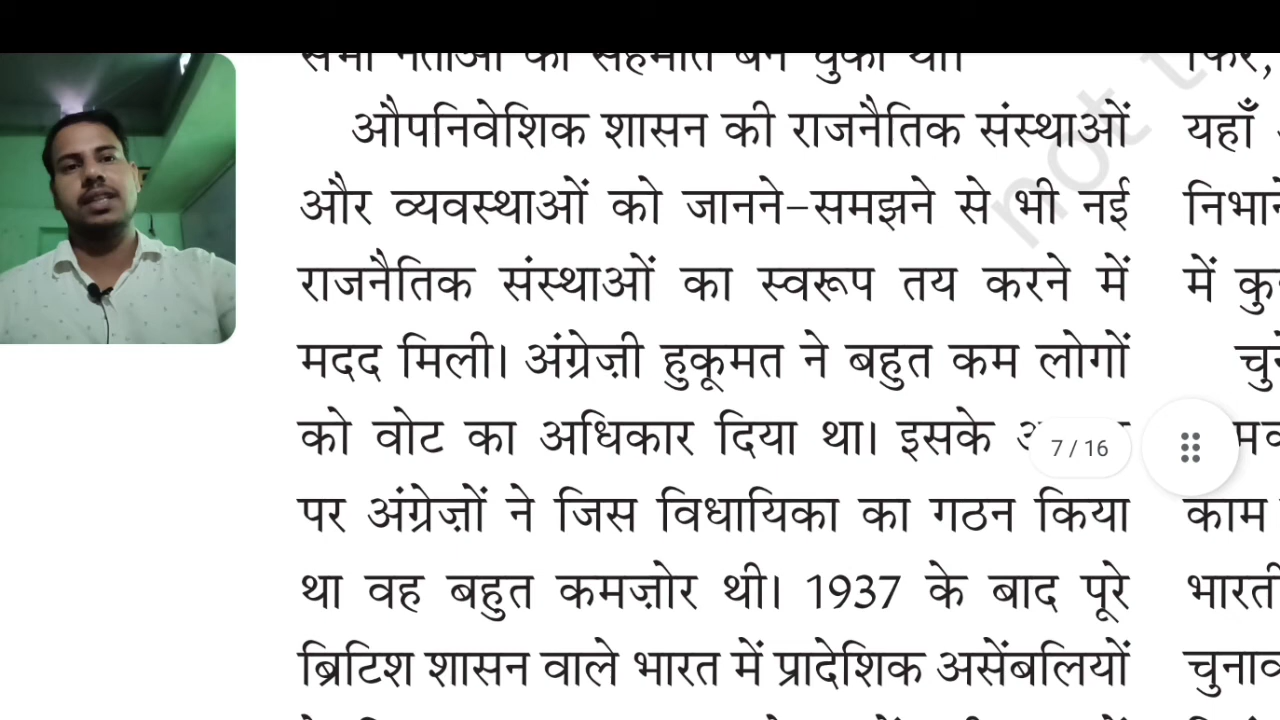 औपनिवेशिक शासन की राजनैतिक संस्थाओं
और व्यवस्थाओं को जानने-समझने से भी नई
राजनैतिक संस्थाओं का स्वरूप तय करने में
मदद मिली। अंग्रेज़ी हुकूमत ने बहुत कम लोगों
को वोट का अधिकार दिया था। इसके
पर अंग्रेज़ों ने जिस विधायिका का गठन किया
था वह बहुत कमज़ोर थी। 1937 के बाद पूरे
ब्रिटिश शासन वाले भारत में प्रादेशिक असेंबलियों
7 / 16
फिर,
यहाँ
में
काम
not